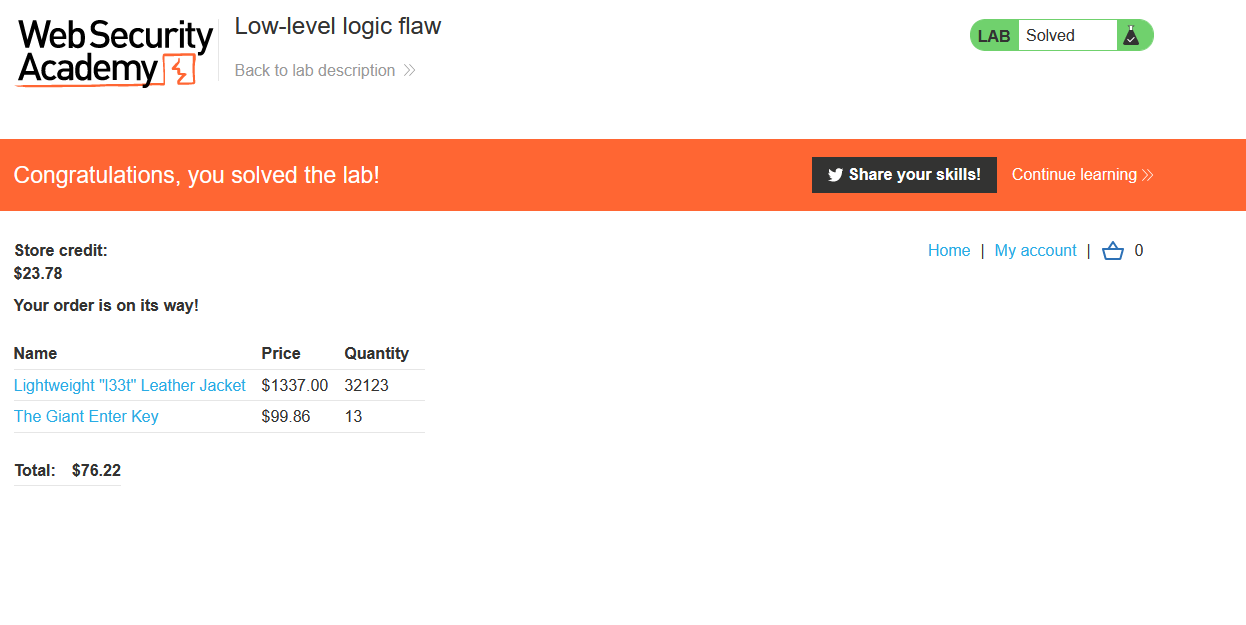 Web Security
Academy
Low-level logic flaw
Back to lab description
LAB Solved
Congratulations, you solved the lab!
Share your skills!
Continue learning
Store credit:
$23.78
Home | My account | 0
Your order is on its way!
Name Price Quantity
Lightweight "l33t" Leather Jacket $1337.00 32123
The Giant Enter Key $99.86 13
Total: $76.22